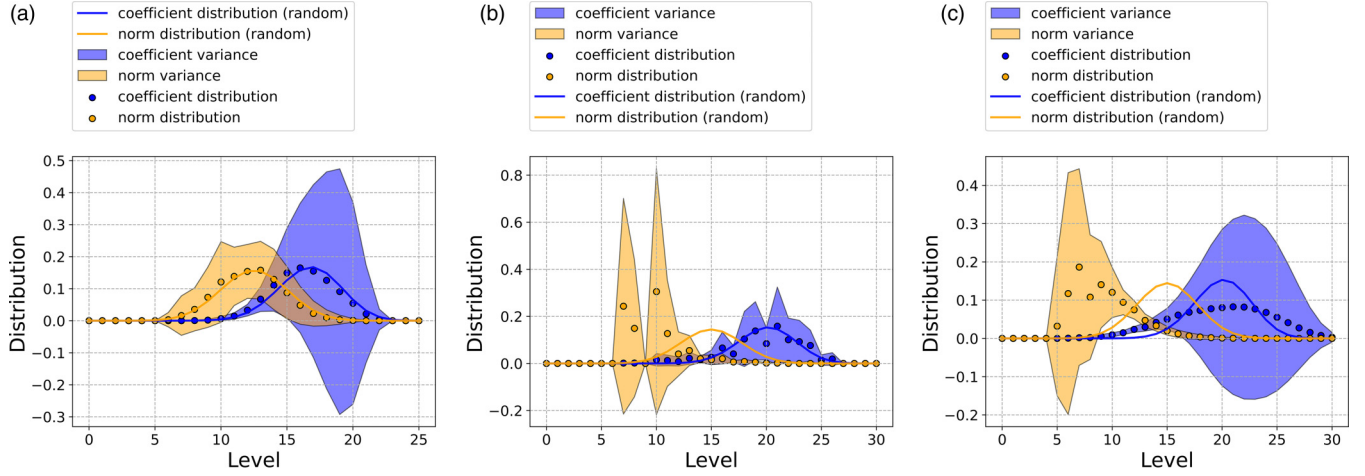 (a)
coefficient distribution (random)
norm distribution (random)
coefficient variance
norm variance
coefficient distribution
norm distribution
Distribution
0.5
0.4
0.3
0.2
0.1
0.0
−0.1
−0.2
−0.3
0 5 10 15 20 25
Level
(b)
coefficient variance
norm variance
coefficient distribution
norm distribution
coefficient distribution (random)
norm distribution (random)
Distribution
0.8
0.6
0.4
0.2
0.0
−0.2
0 5 10 15 20 25 30
Level
(c)
coefficient variance
norm variance
coefficient distribution
norm distribution
coefficient distribution (random)
norm distribution (random)
Distribution
0.4
0.3
0.2
0.1
0.0
−0.1
−0.2
0 5 10 15 20 25 30
Level